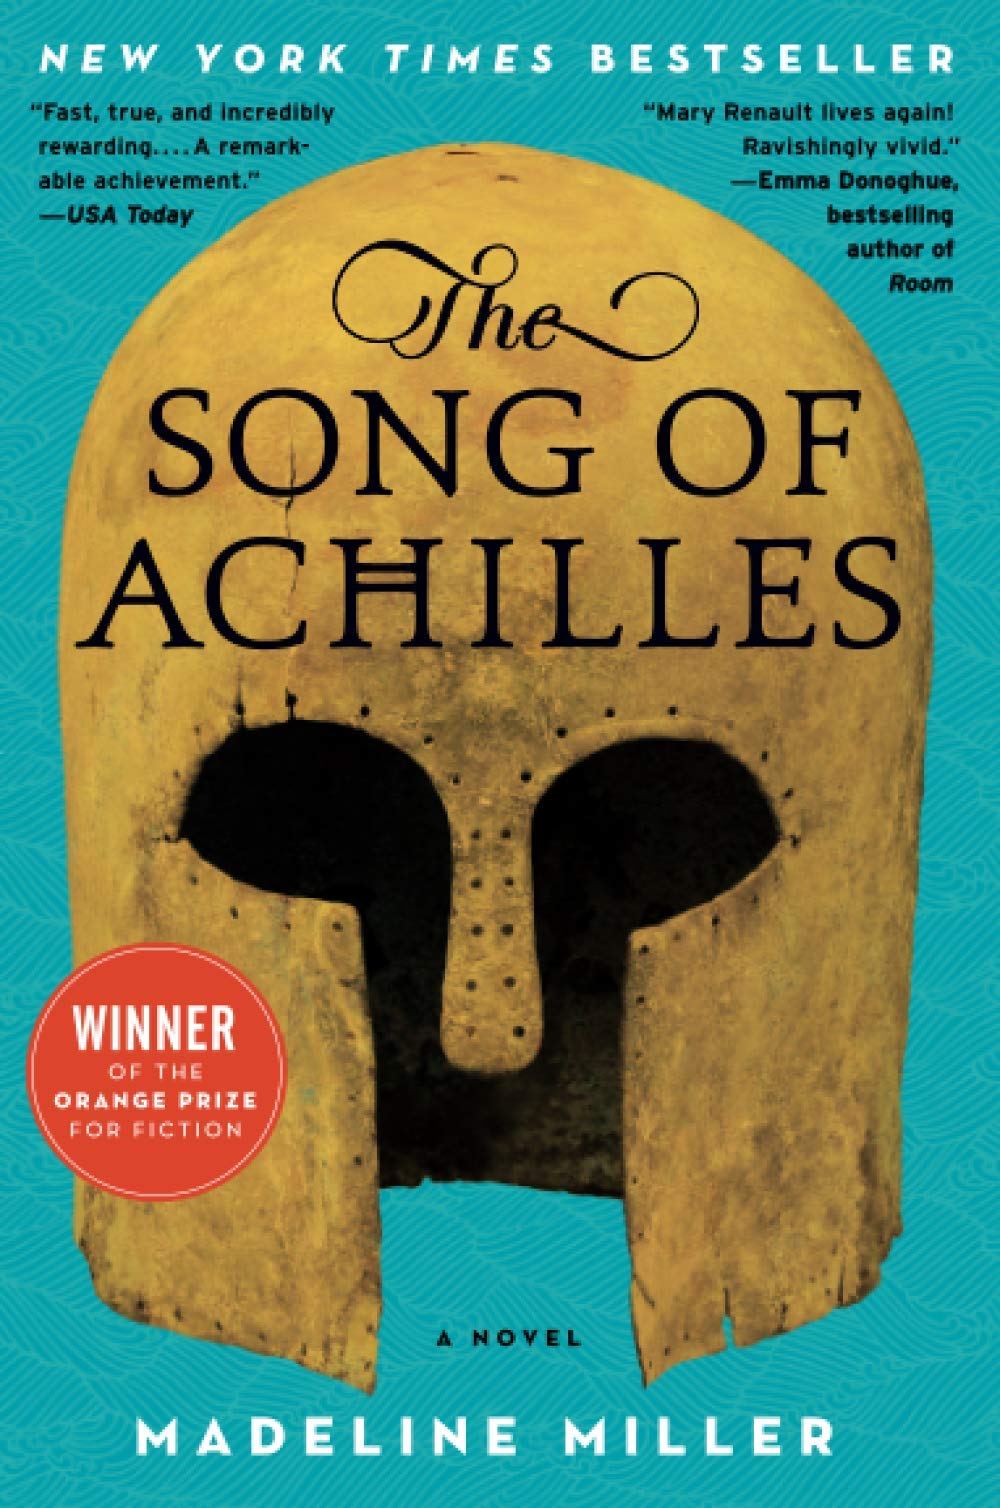 NEW YORK TIMES BESTSELLER
“Fast, true, and incredibly
rewarding....A remark-
able achievement.”
—USA Today
“Mary Renault lives again!
Ravishingly vivid.”
—Emma Donoghue,
bestselling
author of
Room
The
SONG OF
ACHILLES
WINNER
OF THE
ORANGE PRIZE
FOR FICTION
A NOVEL
MADELINE MILLER